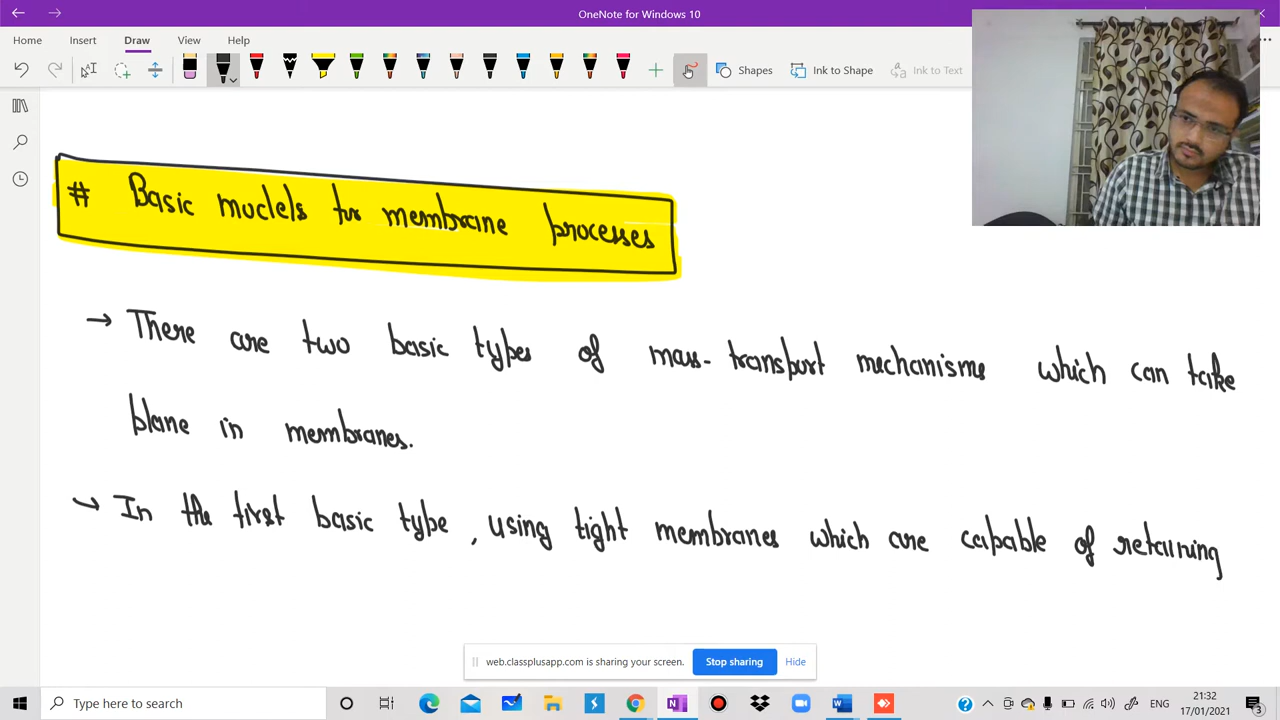 OneNote for Windows 10
Home Insert Draw View Help
Shapes Ink to Shape Ink to Text
# Basic models for membrane processes
→ There are two basic types of mass-transport mechanisms which can take
place in membranes.
→ In the first basic type, using tight membranes which are capable of retaining
web.classplusapp.com is sharing your screen. Stop sharing Hide
Type here to search
21:32
17/01/2021
3